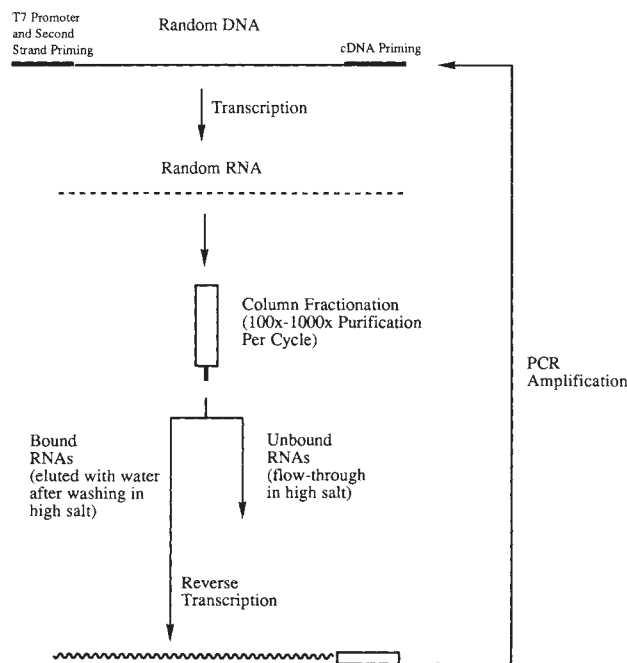 T7 Promoter
and Second
Strand Priming
Random DNA
cDNA Priming
Transcription
Random RNA
Column Fractionation
(100x-1000x Purification
Per Cycle)
PCR
Amplification
Bound
RNAs
(eluted with water
after washing in
high salt)
Unbound
RNAs
(flow-through
in high salt)
Reverse
Transcription